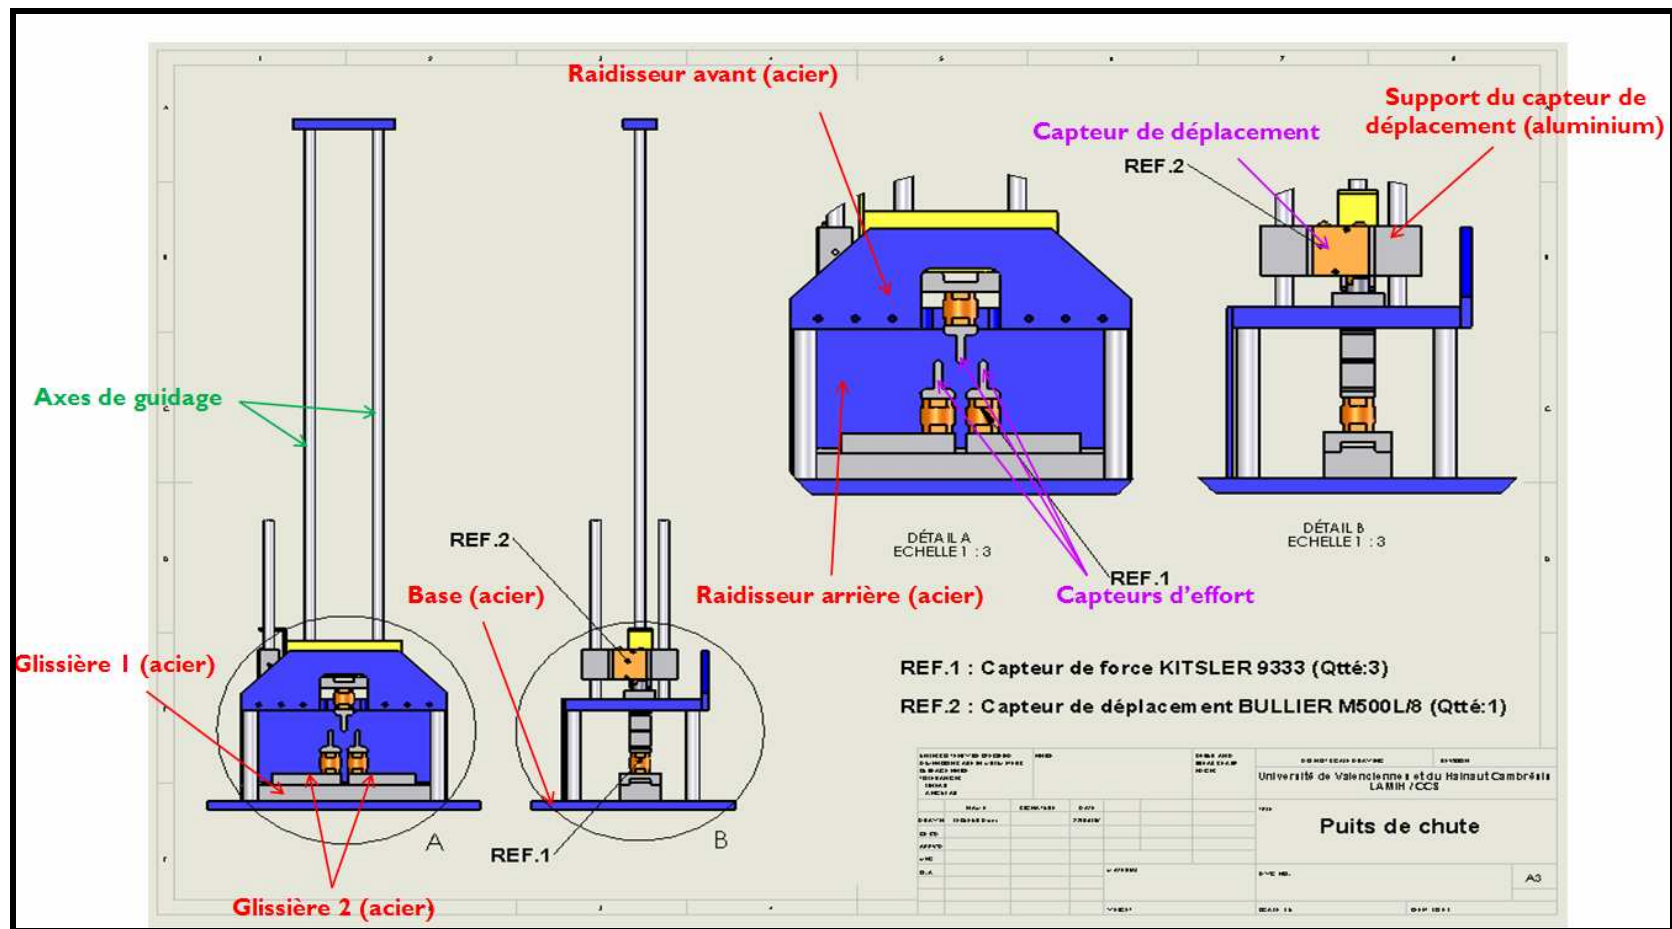 Raidisseur avant (acier)
Support du capteur de
déplacement (aluminium)
Capteur de déplacement
REF.2
Axes de guidage
DÉTAIL A
ECHELLE 1 : 3
DÉTAIL B
ECHELLE 1 : 3
REF.2
REF.1
Base (acier)
Raidisseur arrière (acier)
Capteurs d'effort
Glissière 1 (acier)
REF.1 : Capteur de force KITSLER 9333 (Qtté:3)
REF.2 : Capteur de déplacement BULLIER M500L/8 (Qtté:1)
Université de Valenciennes et du Hainaut Cambrésis
LAMIH / CCS
Puits de chute
A
B
REF.1
A3
Glissière 2 (acier)